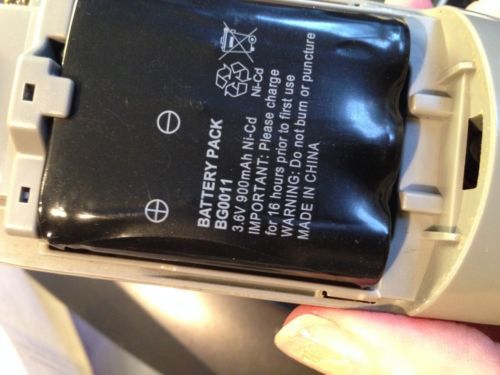 Ni-Cd
BATTERY PACK
BG0011
3.6V 900mAh Ni-Cd
IMPORTANT: Please charge
for 16 hours prior to first use
WARNING: Do not burn or puncture
MADE IN CHINA